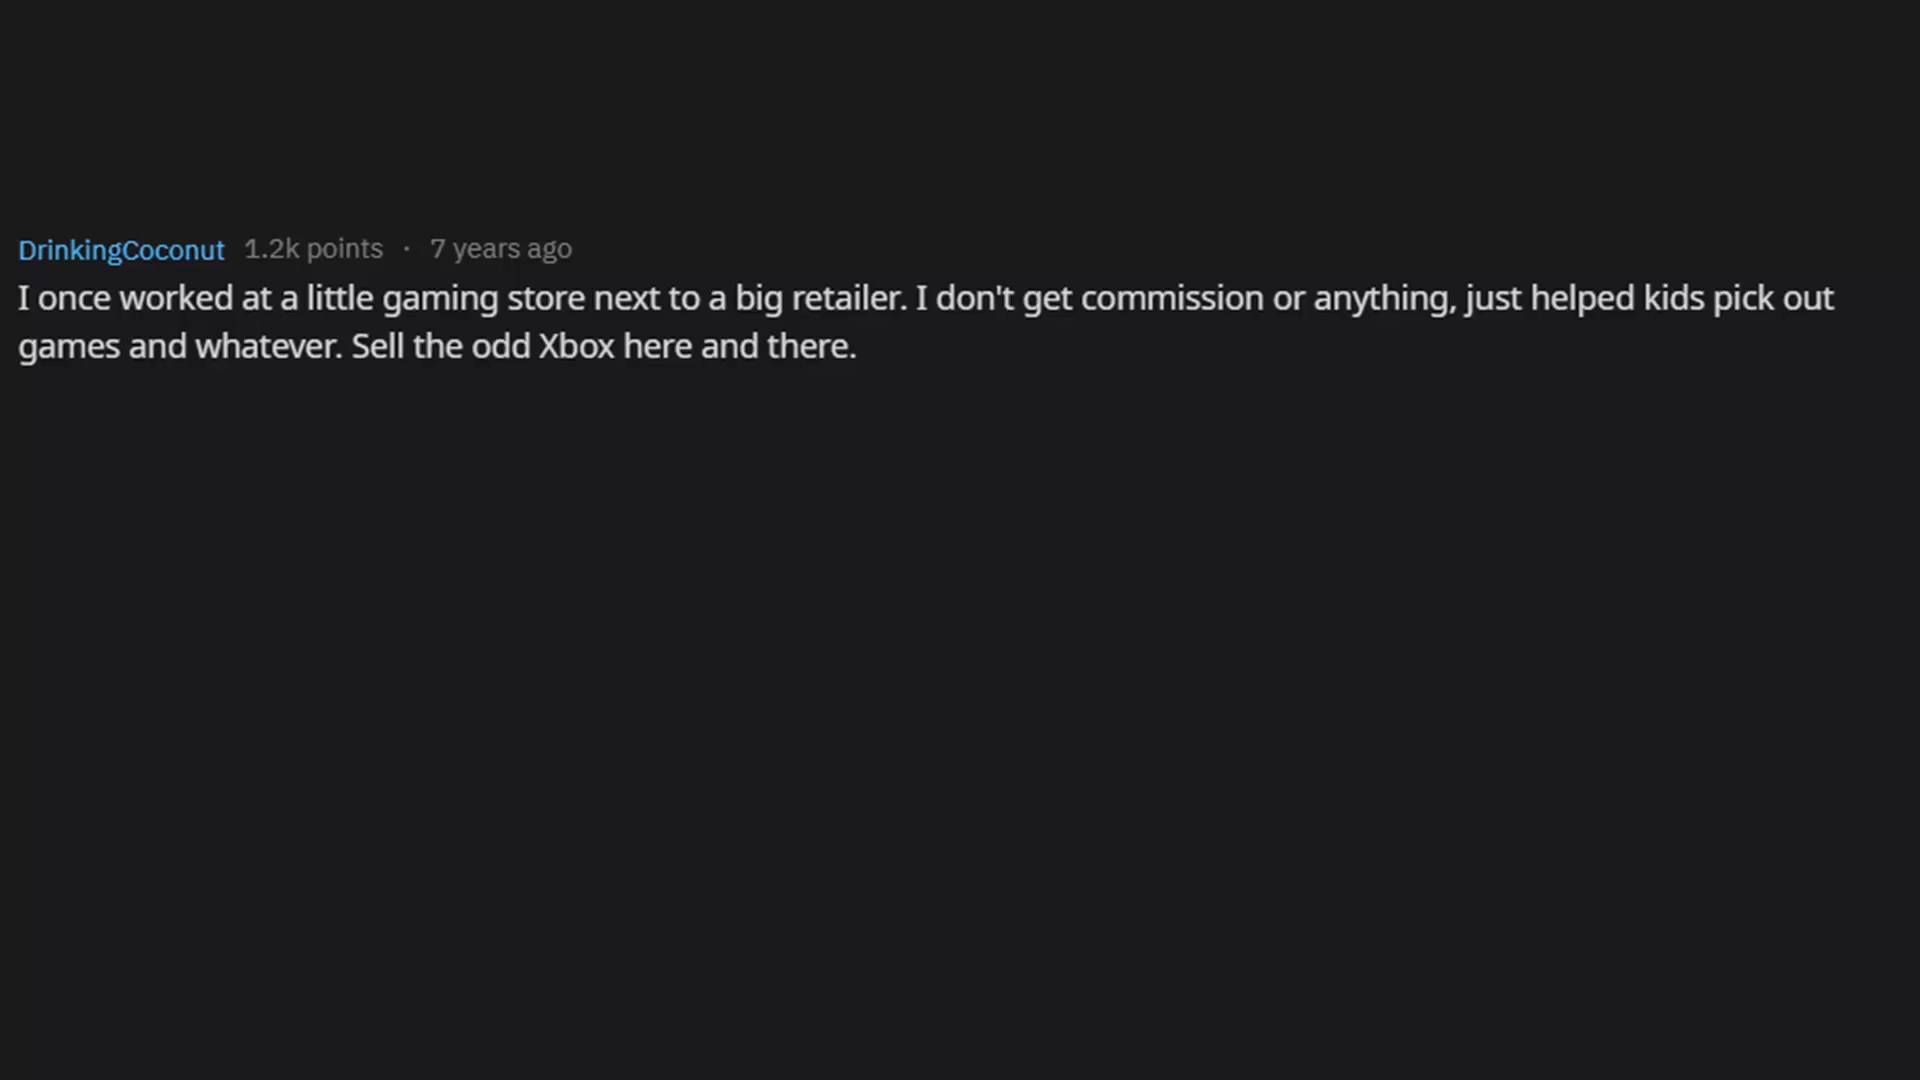 DrinkingCoconut 1.2k points · 7 years ago
I once worked at a little gaming store next to a big retailer. I don't get commission or anything, just helped kids pick out
games and whatever. Sell the odd Xbox here and there.